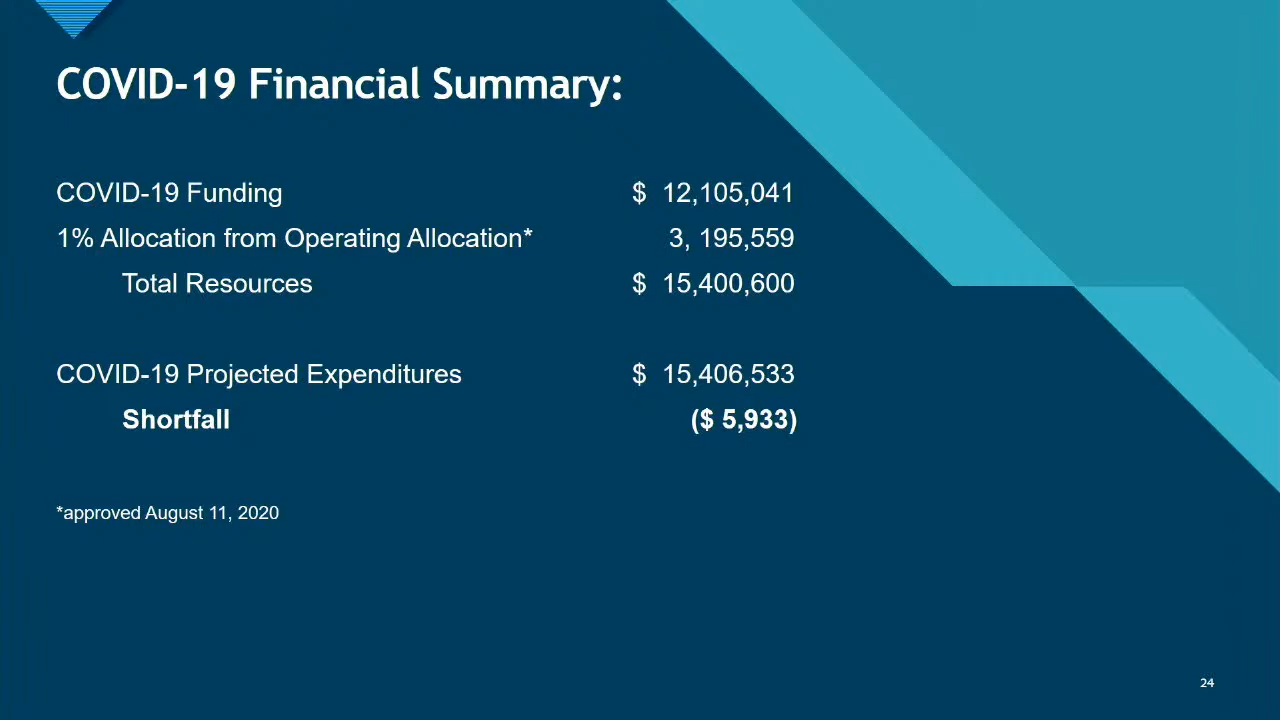 COVID-19 Financial Summary:
COVID-19 Funding $ 12,105,041
1% Allocation from Operating Allocation* 3, 195,559
Total Resources $ 15,400,600
COVID-19 Projected Expenditures $ 15,406,533
Shortfall ($ 5,933)
*approved August 11, 2020
24